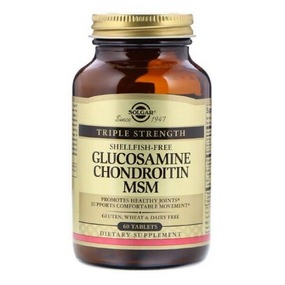 SOLGAR
Since 1947
TRIPLE STRENGTH
SHELLFISH-FREE
GLUCOSAMINE
CHONDROITIN
MSM
PROMOTES HEALTHY JOINTS*
SUPPORTS COMFORTABLE MOVEMENT*
GLUTEN, WHEAT & DAIRY FREE
60 TABLETS
DIETARY SUPPLEMENT